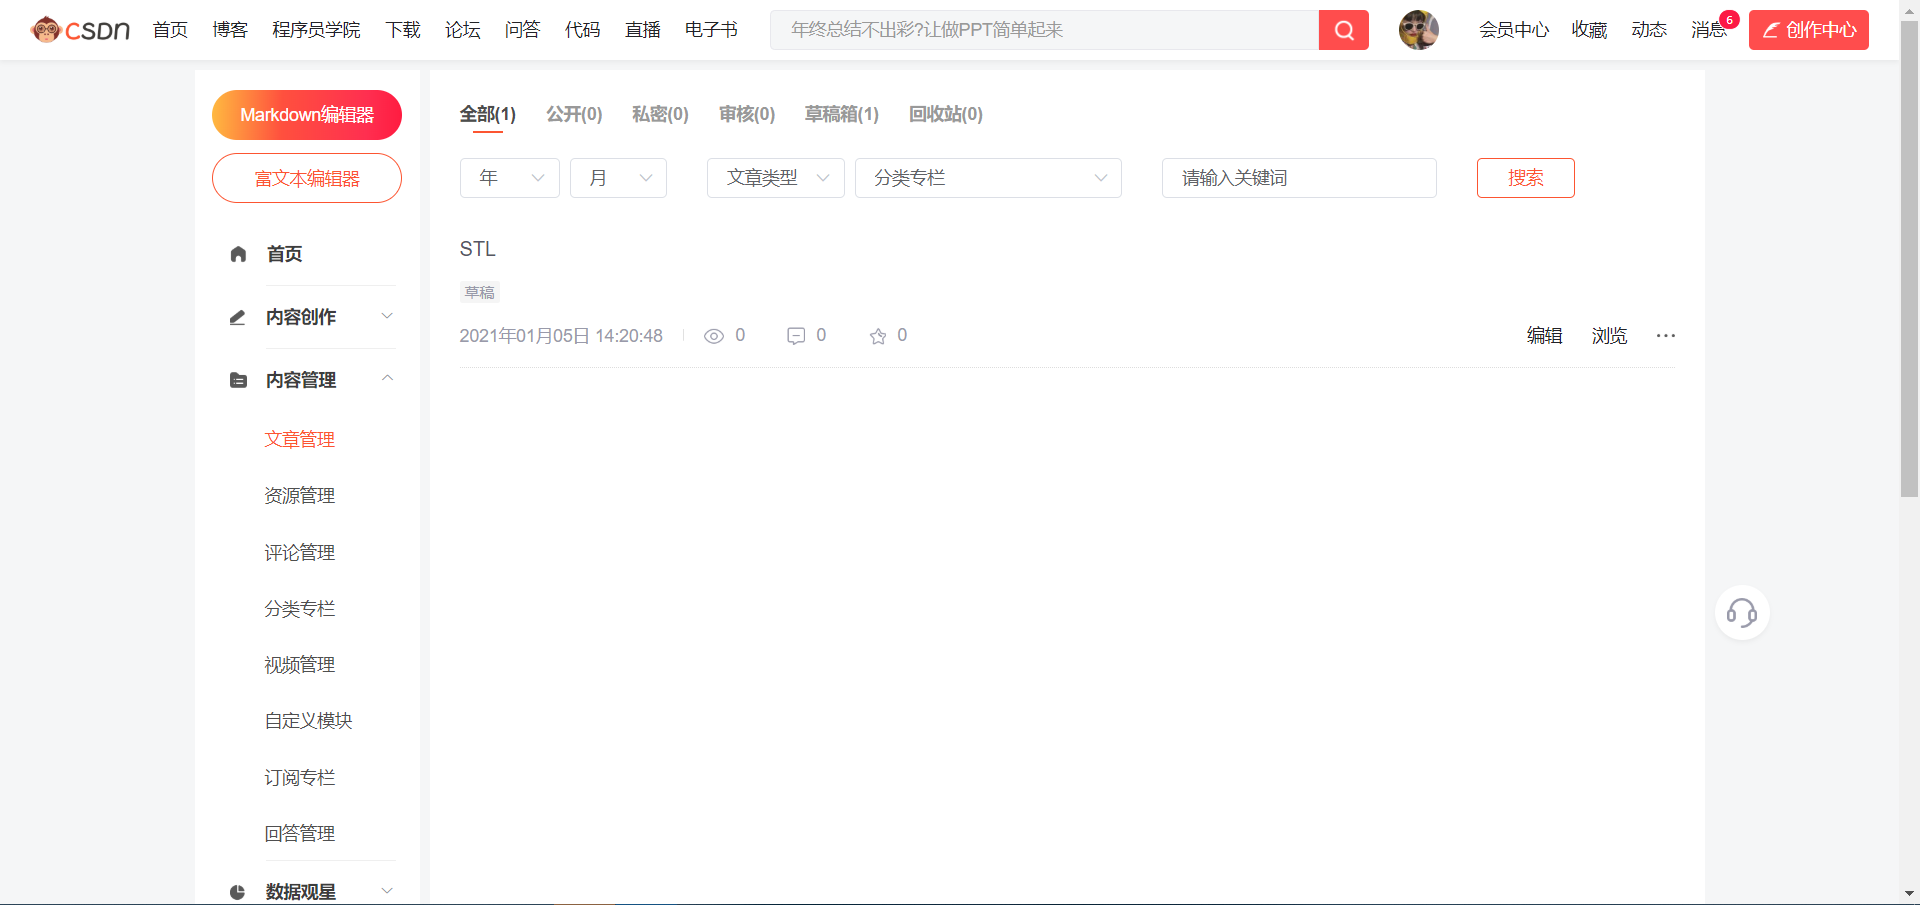 CSDN 首页 博客 程序员学院 下载 论坛 问答 代码 直播 电子书 年终总结不出彩?让做PPT简单起来 会员中心 收藏 动态 消息 6 创作中心
Markdown编辑器
富文本编辑器
首页
内容创作
内容管理
文章管理
资源管理
评论管理
分类专栏
视频管理
自定义模块
订阅专栏
回答管理
数据观星
全部(1) 公开(0) 私密(0) 审核(0) 草稿箱(1) 回收站(0)
年 月 文章类型 分类专栏 请输入关键词 搜索
STL
草稿
2021年01月05日 14:20:48 0 0 0 编辑 浏览 ···